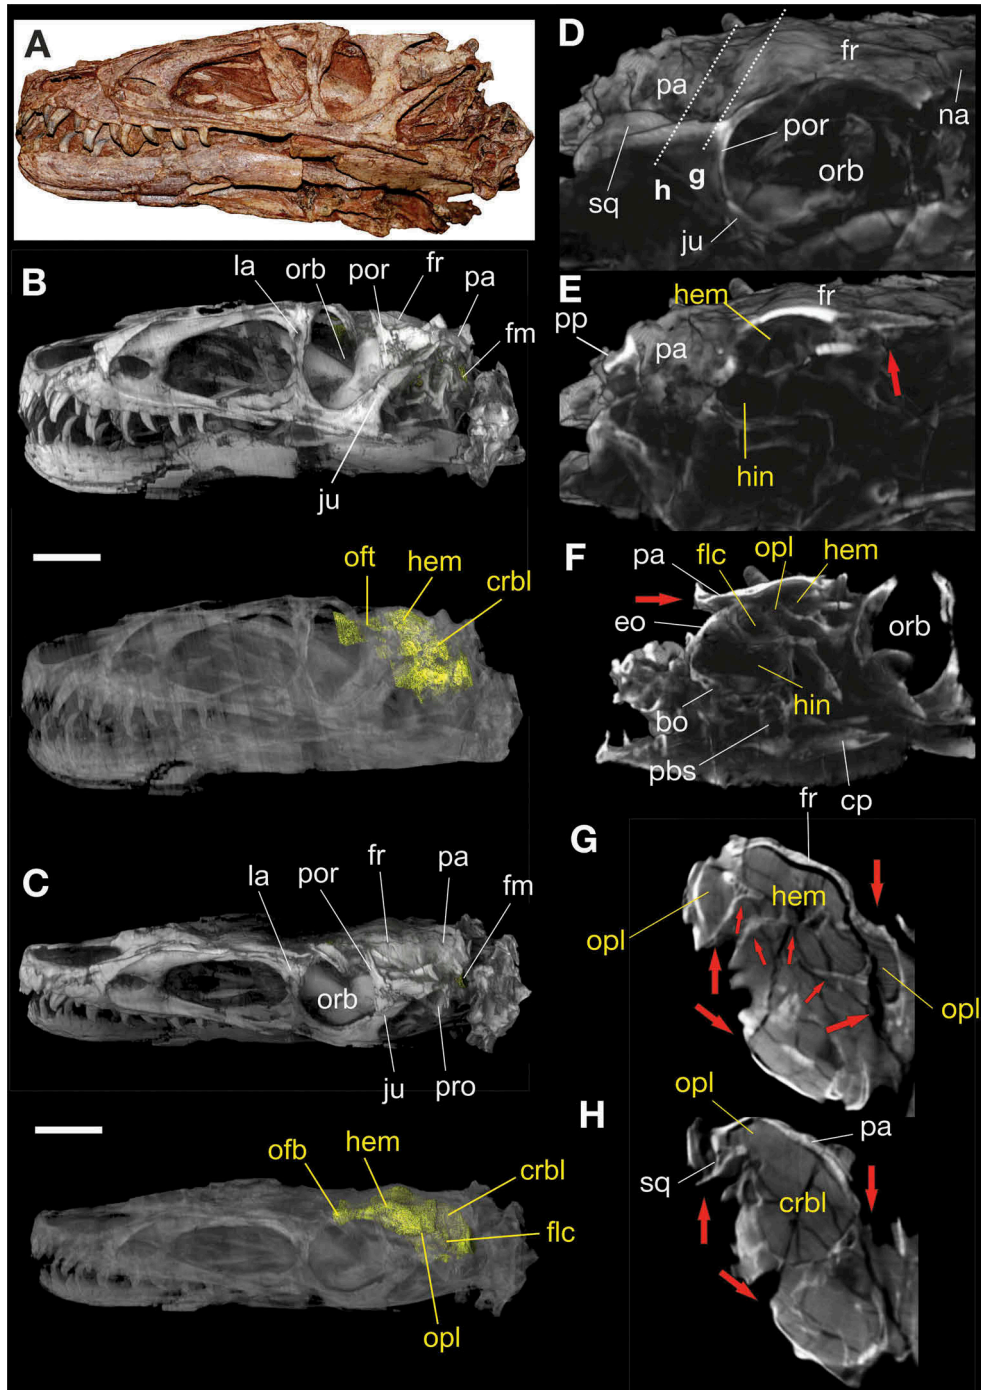 A
B
la
orb
por
fr
pa
fm
ju
oft
hem
crbl
C
la
por
fr
pa
fm
orb
ju
pro
ofb
hem
crbl
flc
opl
D
fr
pa
na
por
orb
sq
h
g
ju
E
hem
fr
pp
pa
hin
F
pa
flc
opl
hem
eo
orb
bo
hin
pbs
cp
fr
G
hem
opl
opl
H
opl
pa
sq
crbl